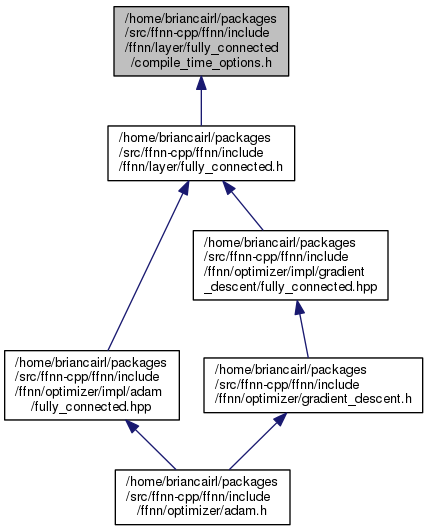 /home/briancairl/packages
/src/ffnn-cpp/ffnn/include
/ffnn/layer/fully_connected
/compile_time_options.h
/home/briancairl/packages
/src/ffnn-cpp/ffnn/include
/ffnn/layer/fully_connected.h
/home/briancairl/packages
/src/ffnn-cpp/ffnn/include
/ffnn/optimizer/impl/gradient
_descent/fully_connected.hpp
/home/briancairl/packages
/src/ffnn-cpp/ffnn/include
/ffnn/optimizer/impl/adam
/fully_connected.hpp
/home/briancairl/packages
/src/ffnn-cpp/ffnn/include
/ffnn/optimizer/gradient_descent.h
/home/briancairl/packages
/src/ffnn-cpp/ffnn/include
/ffnn/optimizer/adam.h